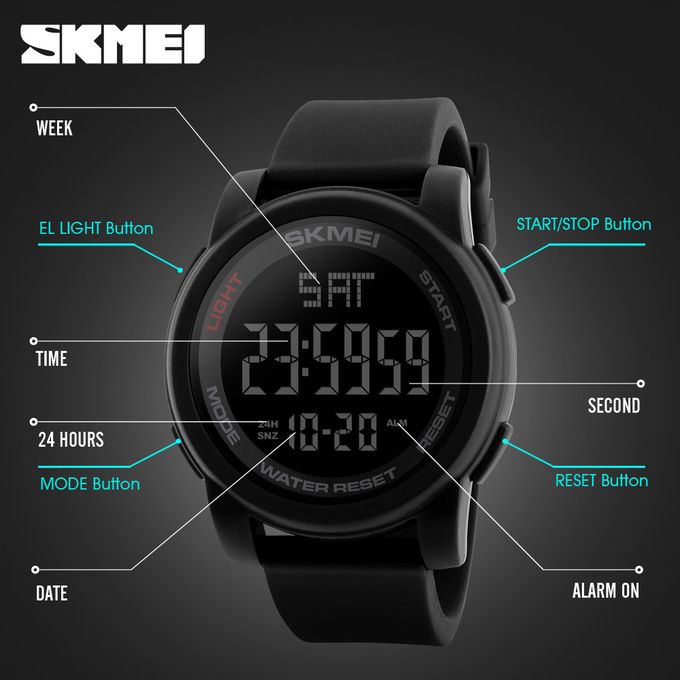 SKMEI
WEEK
EL LIGHT Button
START/STOP Button
SKMEI
SAT
LIGHT
START
23:59 59
TIME
SECOND
MODE
RESET
24H
SNZ
10-20
ALM
24 HOURS
MODE Button
RESET Button
WATER RESET
DATE
ALARM ON